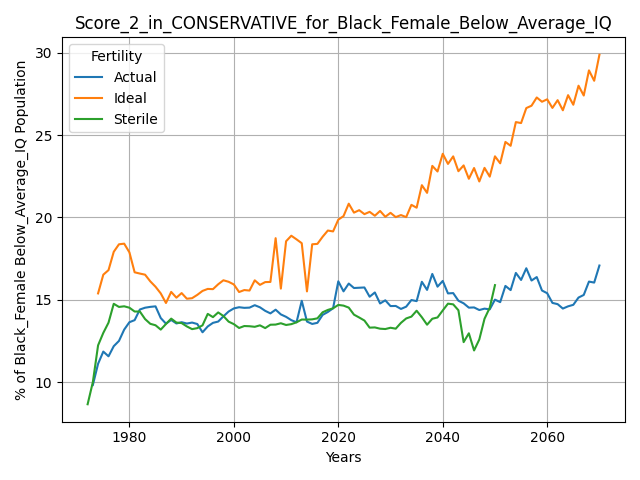 Score_2_in_CONSERVATIVE_for_Black_Female_Below_Average_IQ
% of Black_Female Below_Average_IQ Population
30
25
20
15
10
Fertility
Actual
Ideal
Sterile
1980
2000
2020
2040
2060
Years